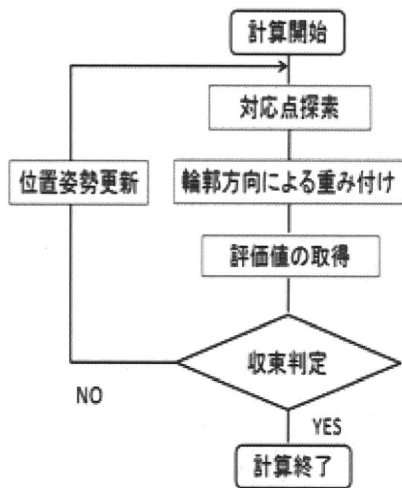 計算開始
対応点探素
位置姿勢更新
輪郭方向による重み付け
評価値の取得
収束判定
NO
YES
計算終了